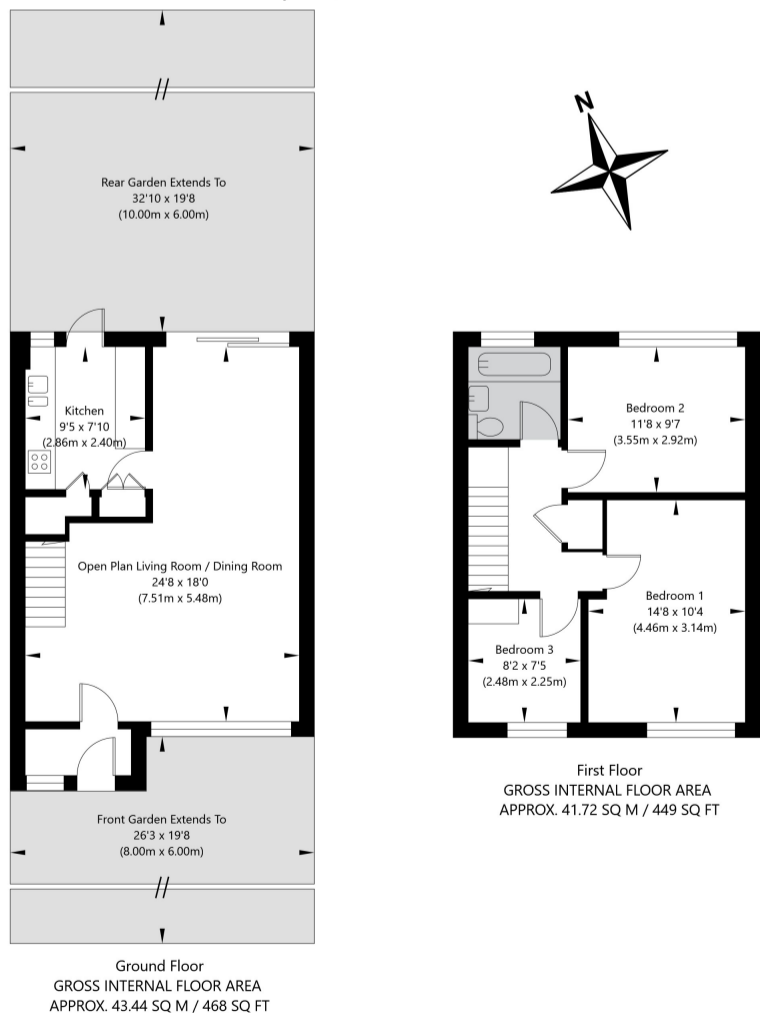 Rear Garden Extends To
32'10 x 19'8
(10.00m x 6.00m)
N
Kitchen
9'5 x 7'10
(2.86m x 2.40m)
Open Plan Living Room / Dining Room
24'8 x 18'0
(7.51m x 5.48m)
Front Garden Extends To
26'3 x 19'8
(8.00m x 6.00m)
Ground Floor
GROSS INTERNAL FLOOR AREA
APPROX. 43.44 SQ M / 468 SQ FT
Bedroom 2
11'8 x 9'7
(3.55m x 2.92m)
Bedroom 1
14'8 x 10'4
(4.46m x 3.14m)
Bedroom 3
8'2 x 7'5
(2.48m x 2.25m)
First Floor
GROSS INTERNAL FLOOR AREA
APPROX. 41.72 SQ M / 449 SQ FT